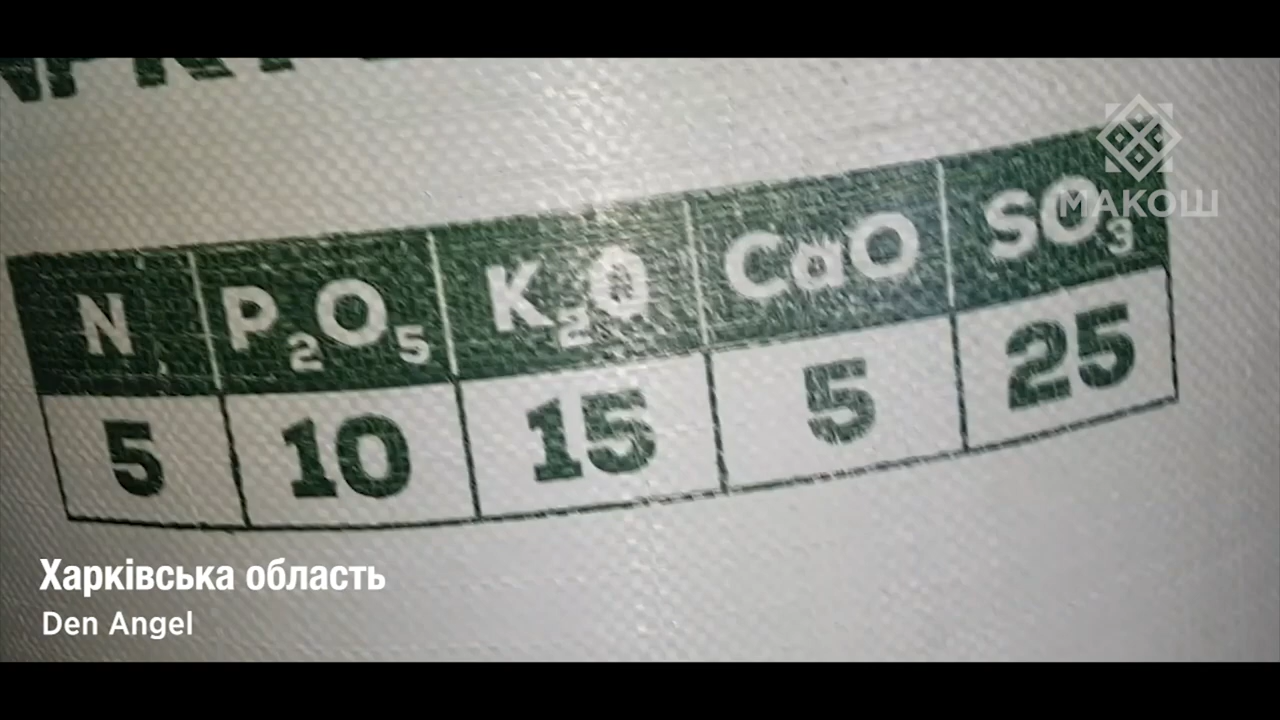 МАКОШ
N P₂O₅ K₂O CaO SO₃
5 10 15 5 25
Харківська область
Den Angel